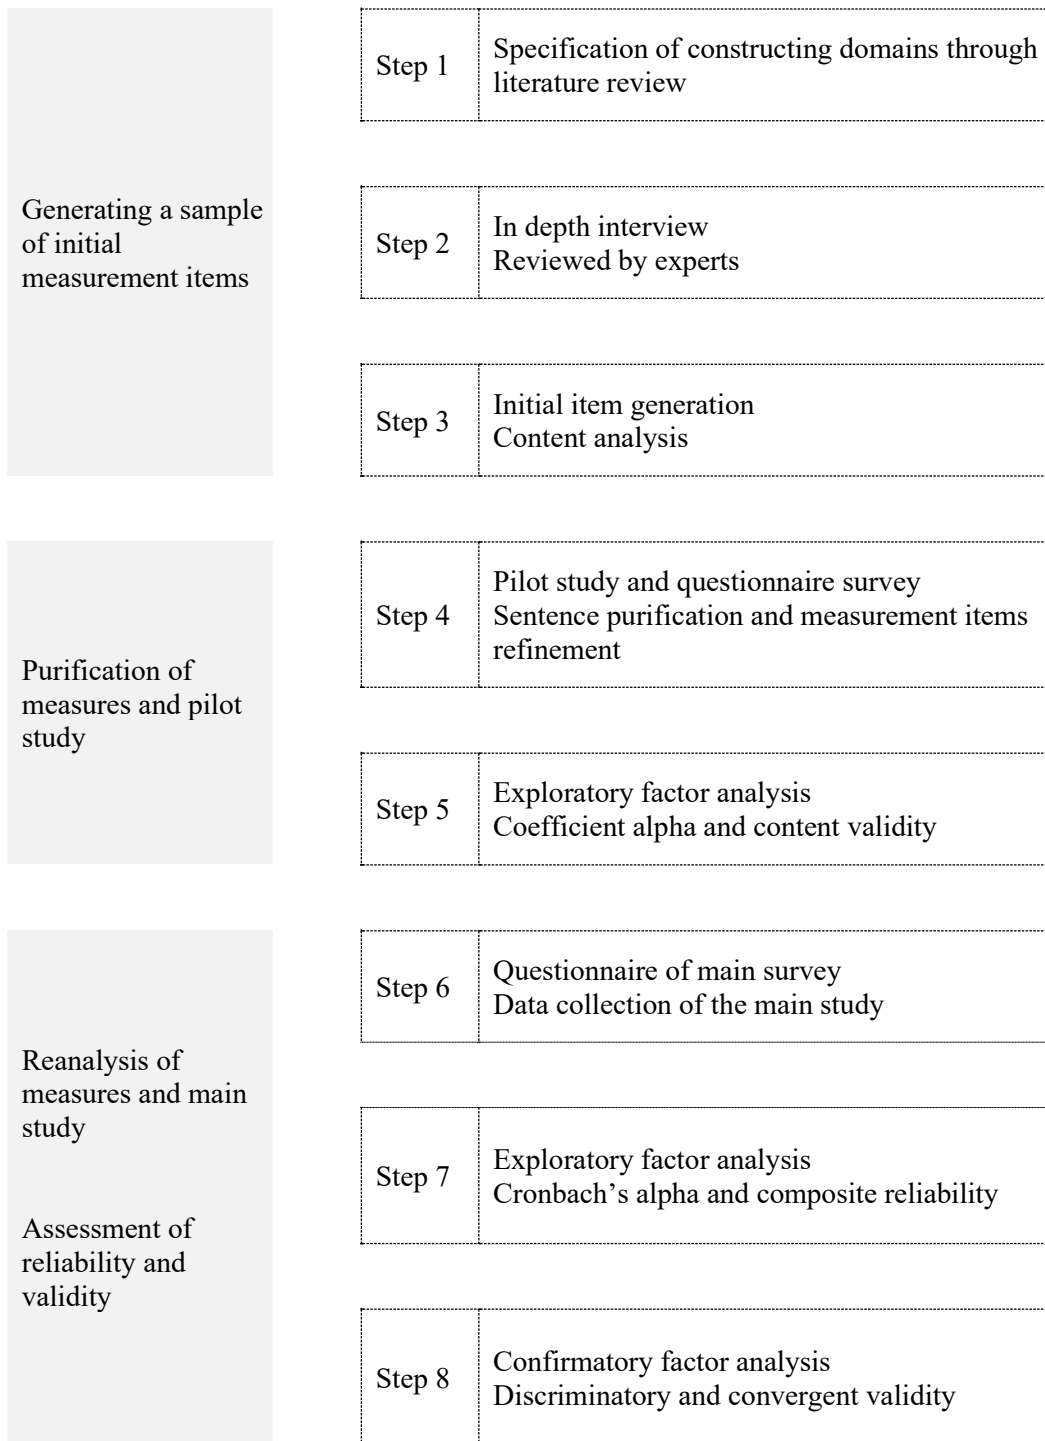 Generating a sample
of initial
measurement items
Step 1
Specification of constructing domains through
literature review
Step 2
In depth interview
Reviewed by experts
Step 3
Initial item generation
Content analysis
Purification of
measures and pilot
study
Step 4
Pilot study and questionnaire survey
Sentence purification and measurement items
refinement
Step 5
Exploratory factor analysis
Coefficient alpha and content validity
Reanalysis of
measures and main
study
Assessment of
reliability and
validity
Step 6
Questionnaire of main survey
Data collection of the main study
Step 7
Exploratory factor analysis
Cronbach’s alpha and composite reliability
Step 8
Confirmatory factor analysis
Discriminatory and convergent validity